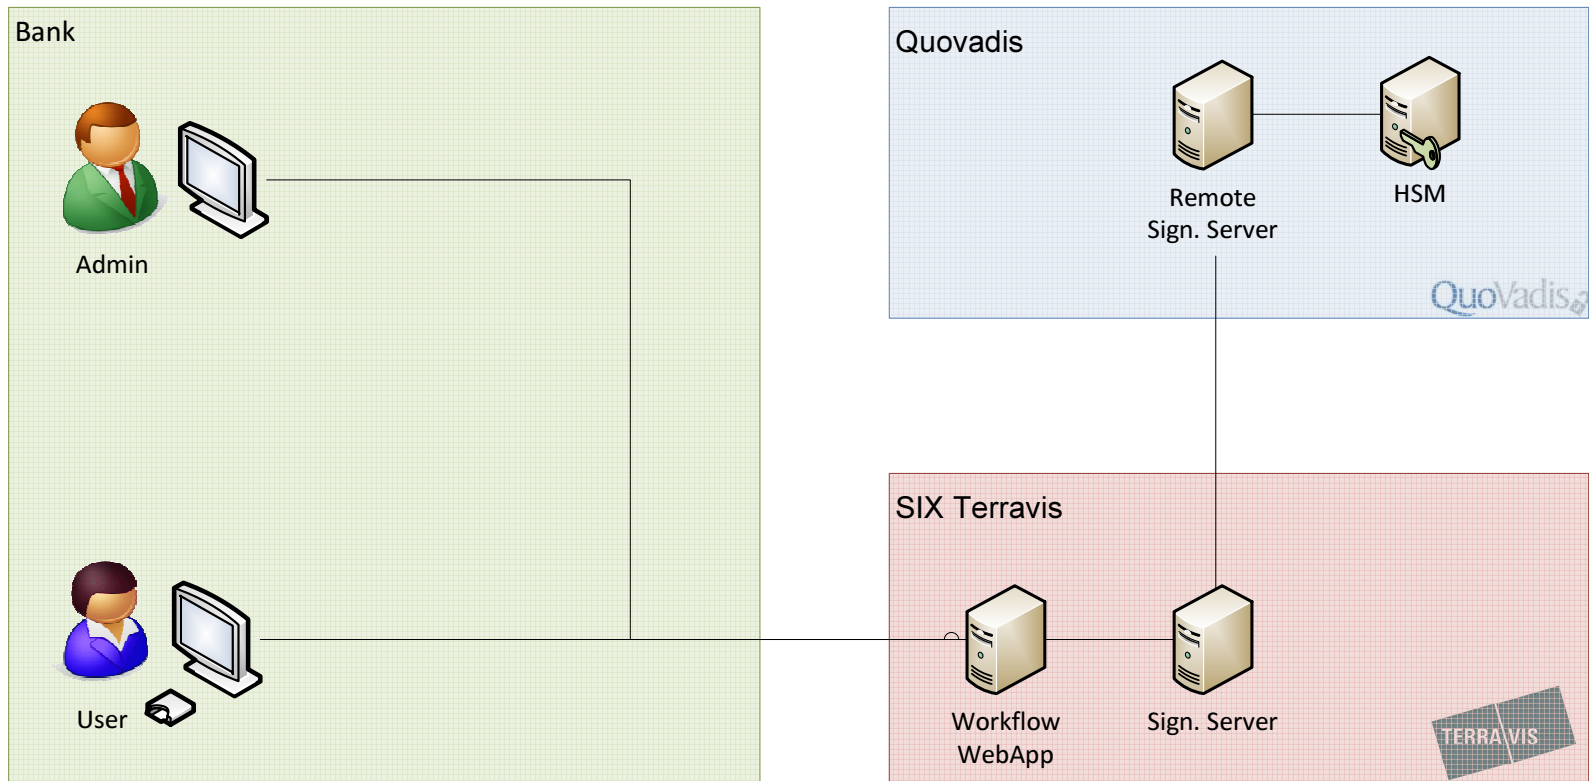 Bank
Admin
User
Quovadis
Remote
Sign. Server
HSM
QuoVadis
SIX Terravis
Workflow
WebApp
Sign. Server
TERRAVIS